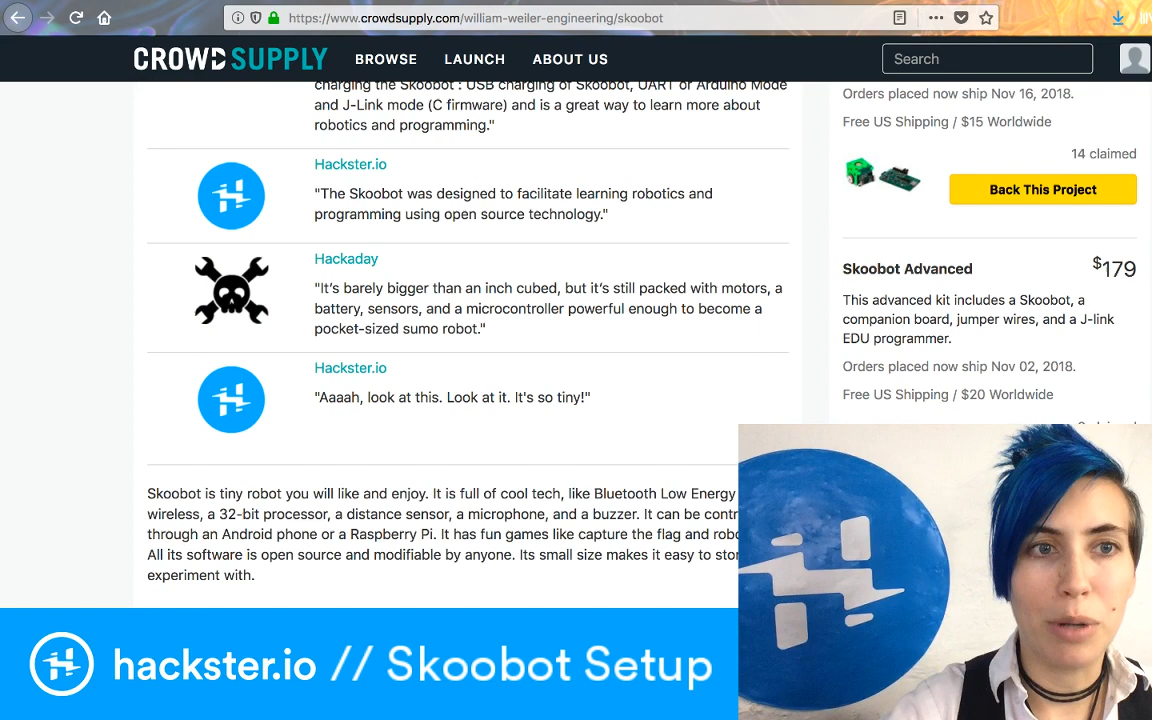 https://www.crowdsupply.com/william-weiler-engineering/skoobot
CROWD SUPPLY BROWSE LAUNCH ABOUT US Search
charging the Skoobot : USB charging of Skoobot, UART or Arduino Mode
and J-Link mode (C firmware) and is a great way to learn more about
robotics and programming."
Hackster.io
"The Skoobot was designed to facilitate learning robotics and
programming using open source technology."
Hackaday
"It's barely bigger than an inch cubed, but it's still packed with motors, a
battery, sensors, and a microcontroller powerful enough to become a
pocket-sized sumo robot."
Hackster.io
"Aaaah, look at this. Look at it. It's so tiny!"
Skoobot is tiny robot you will like and enjoy. It is full of cool tech, like Bluetooth Low Energy
wireless, a 32-bit processor, a distance sensor, a microphone, and a buzzer. It can be contr
through an Android phone or a Raspberry Pi. It has fun games like capture the flag and robo
All its software is open source and modifiable by anyone. Its small size makes it easy to stor
experiment with.
Orders placed now ship Nov 16, 2018.
Free US Shipping / $15 Worldwide
14 claimed
Back This Project
Skoobot Advanced $179
This advanced kit includes a Skoobot, a
companion board, jumper wires, and a J-link
EDU programmer.
Orders placed now ship Nov 02, 2018.
Free US Shipping / $20 Worldwide
hackster.io // Skoobot Setup